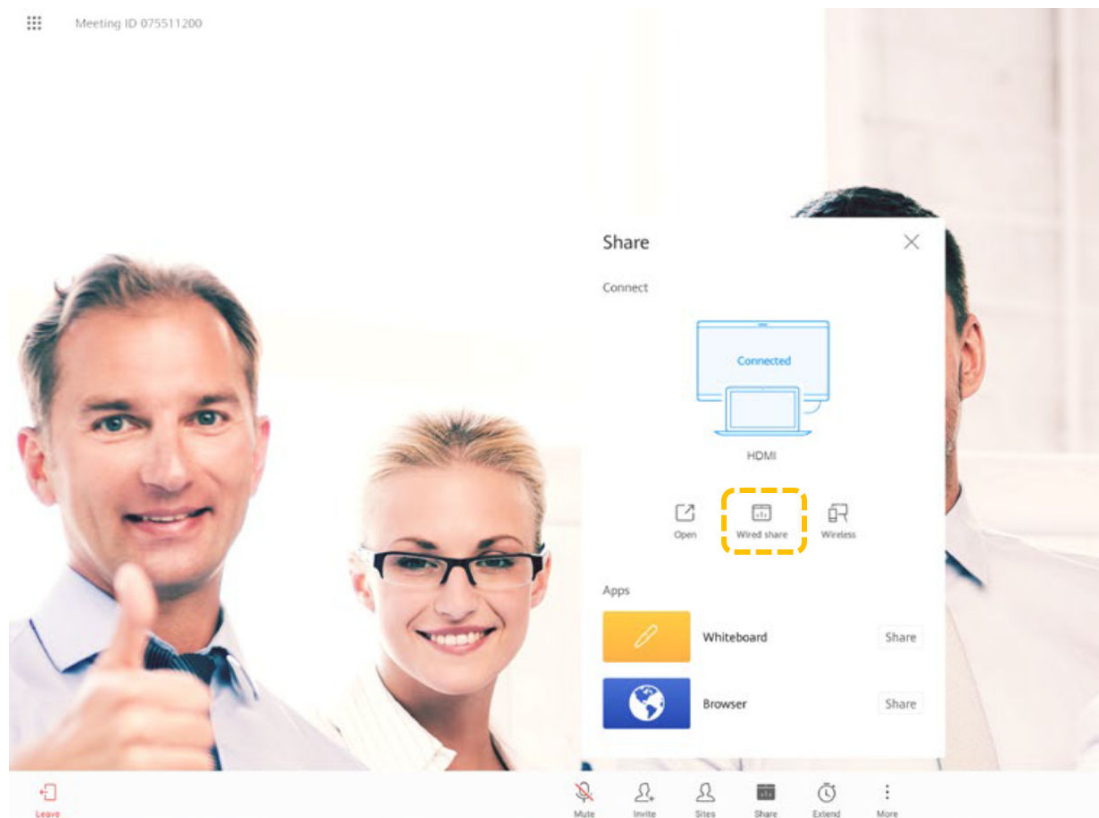 Meeting ID 075511200
Share
Connect
Connected
HDMI
Open
Wired share
Wireless
Apps
Whiteboard
Share
Browser
Share
Leave
Mute
Invite
Sites
Share
Extend
More